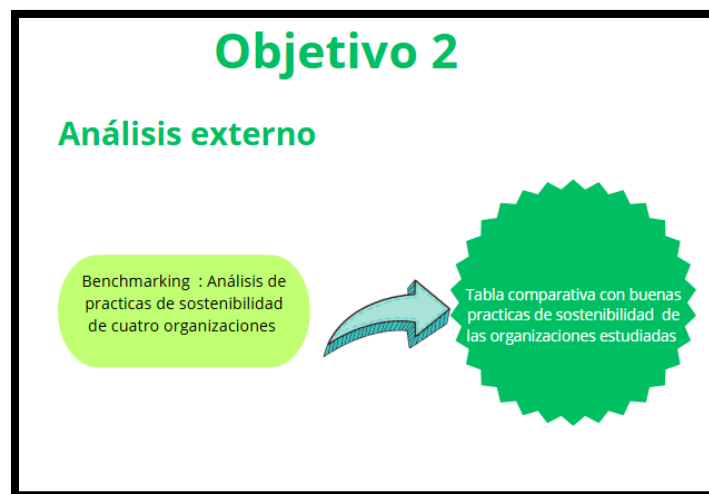 Objetivo 2
Análisis externo
Benchmarking : Análisis de
practicas de sostenibilidad
de cuatro organizaciones
Tabla comparativa con buenas
practicas de sostenibilidad de
las organizaciones estudiadas